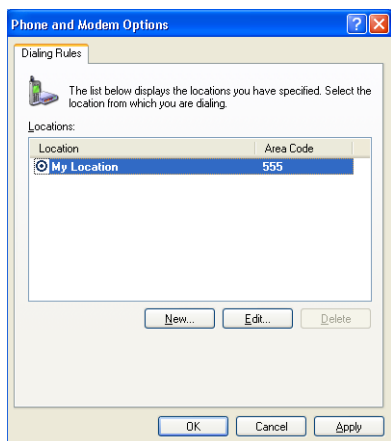 Phone and Modem Options
Dialing Rules
The list below displays the locations you have specified. Select the
location from which you are dialing.
Locations:
Location Area Code
My Location 555
New... Edit... Delete
OK Cancel Apply